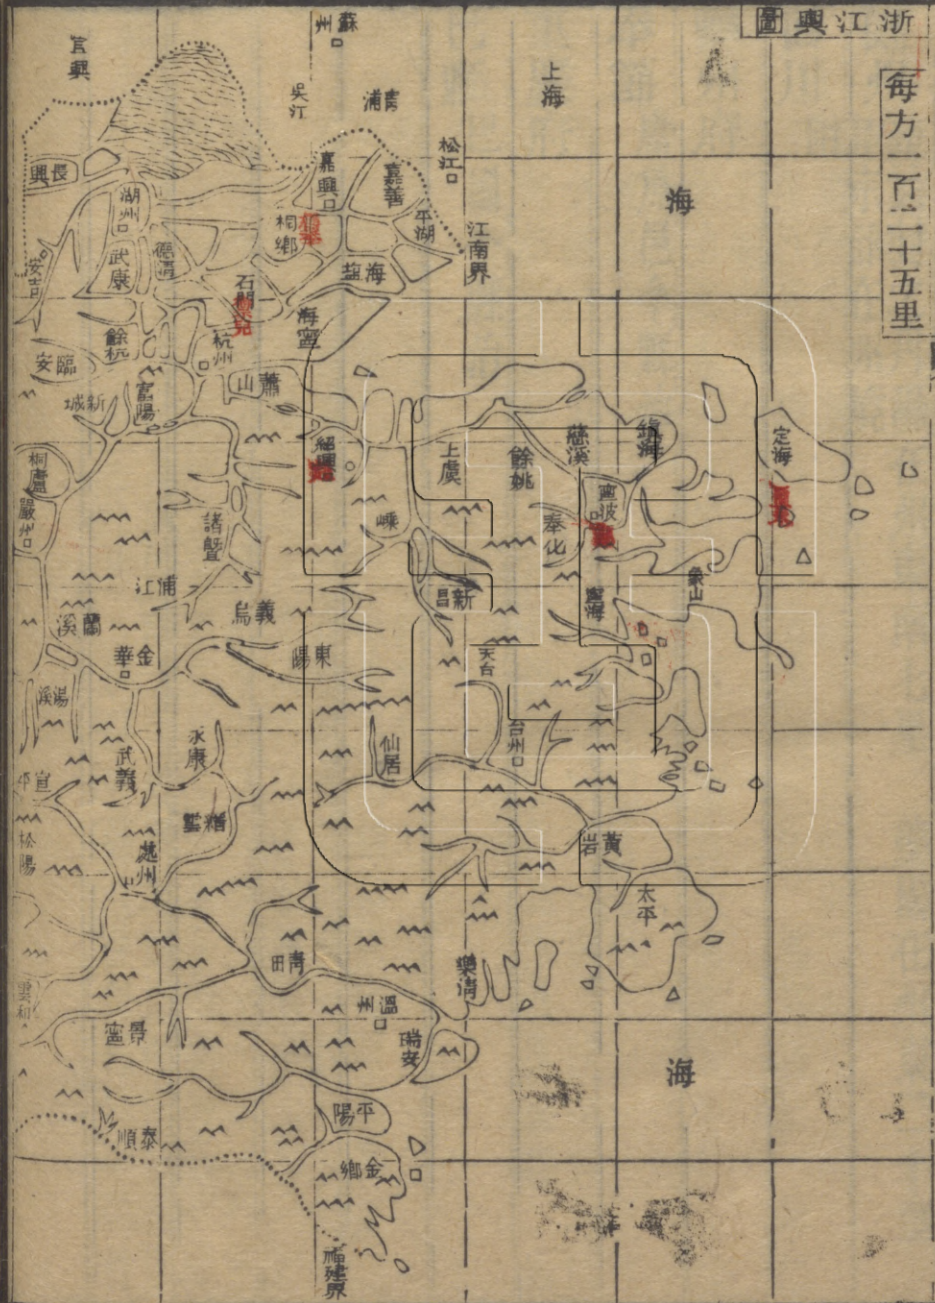 浙江輿圖
每方一百二十五里
宜興
蘇州
吳江
青浦
上海
松江
海
長興
湖州
嘉興
嘉善
平湖
江南界
桐鄉
武康
德清
安吉
石門
海鹽
海寧
餘杭
杭州
臨安
新城
富陽
蕭山
紹興
上虞
餘姚
慈溪
鎮海
定海
桐廬
嚴州
諸暨
嵊
奉化
寧波
浦江
義烏
新昌
寧海
象山
蘭溪
金華
東陽
天台
湯溪
武義
永康
仙居
台州
宣平
縉雲
松陽
處州
黃岩
太平
青田
樂清
溫州
瑞安
雲和
景寧
海
平陽
泰順
金鄉
福建界